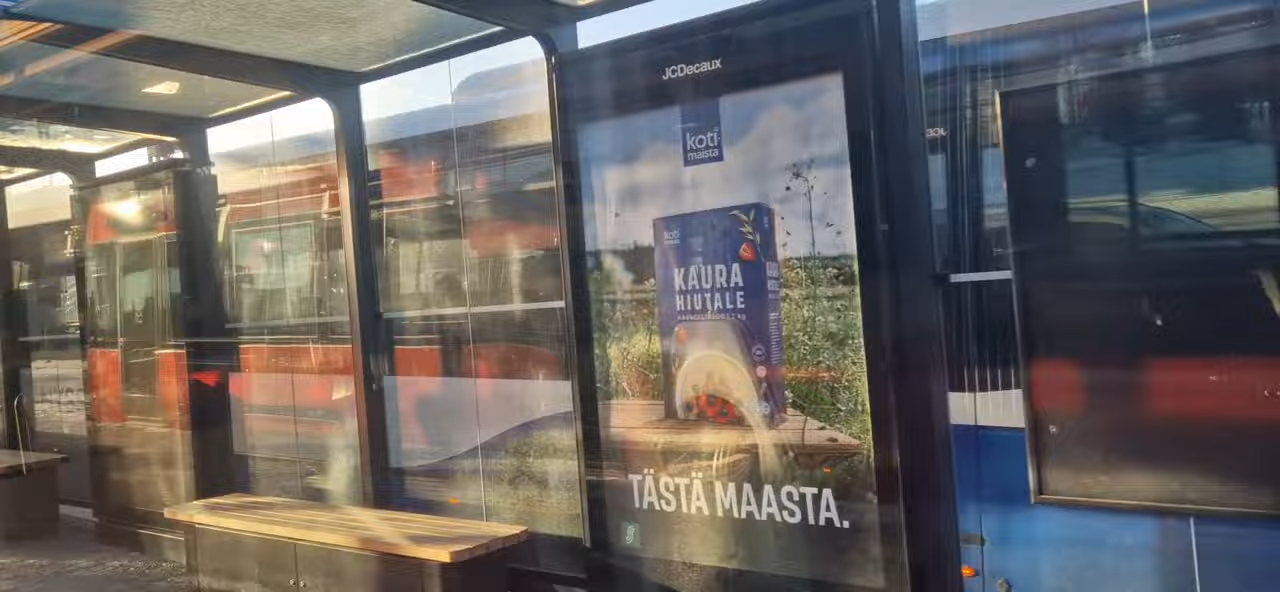 JCDecaux
koti-
maista
koti
maista
KAURA
HIUTALE
TÄSTÄ MAASTA.